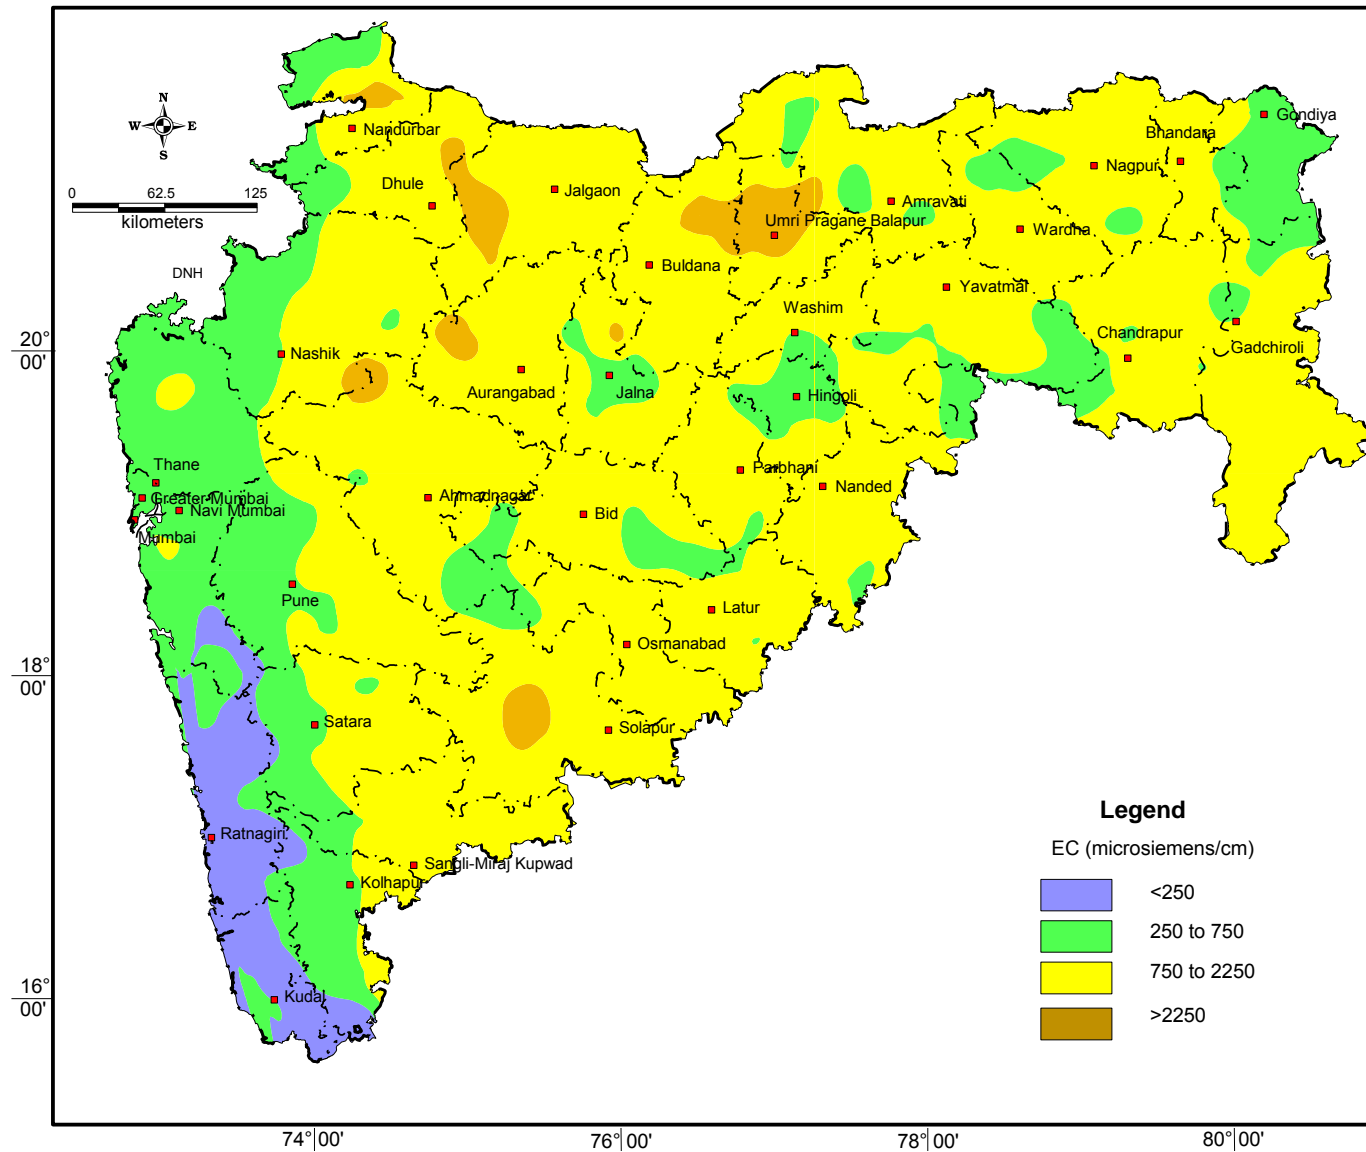 N
W
E
S
0
62.5
125
kilometers
Nandurbar
Dhule
Jalgaon
DNH
Gondiya
Bhandara
Nagpur
Amravati
Umri Pragane Balapur
Wardha
Buldana
Yavatmal
Washim
Chandrapur
Gadchiroli
20°
00'
Nashik
Aurangabad
Jalna
Hingoli
Thane
Greater-Mumbai
Navi Mumbai
Mumbai
Ahmadnagar
Bid
Parbhani
Nanded
Pune
Latur
Osmanabad
18°
00'
Satara
Solapur
Ratnagiri
Sangli-Miraj Kupwad
Kolhapur
16°
00'
Kudal
Legend
EC (microsiemens/cm)
<250
250 to 750
750 to 2250
>2250
74°00'
76°00'
78°00'
80°00'